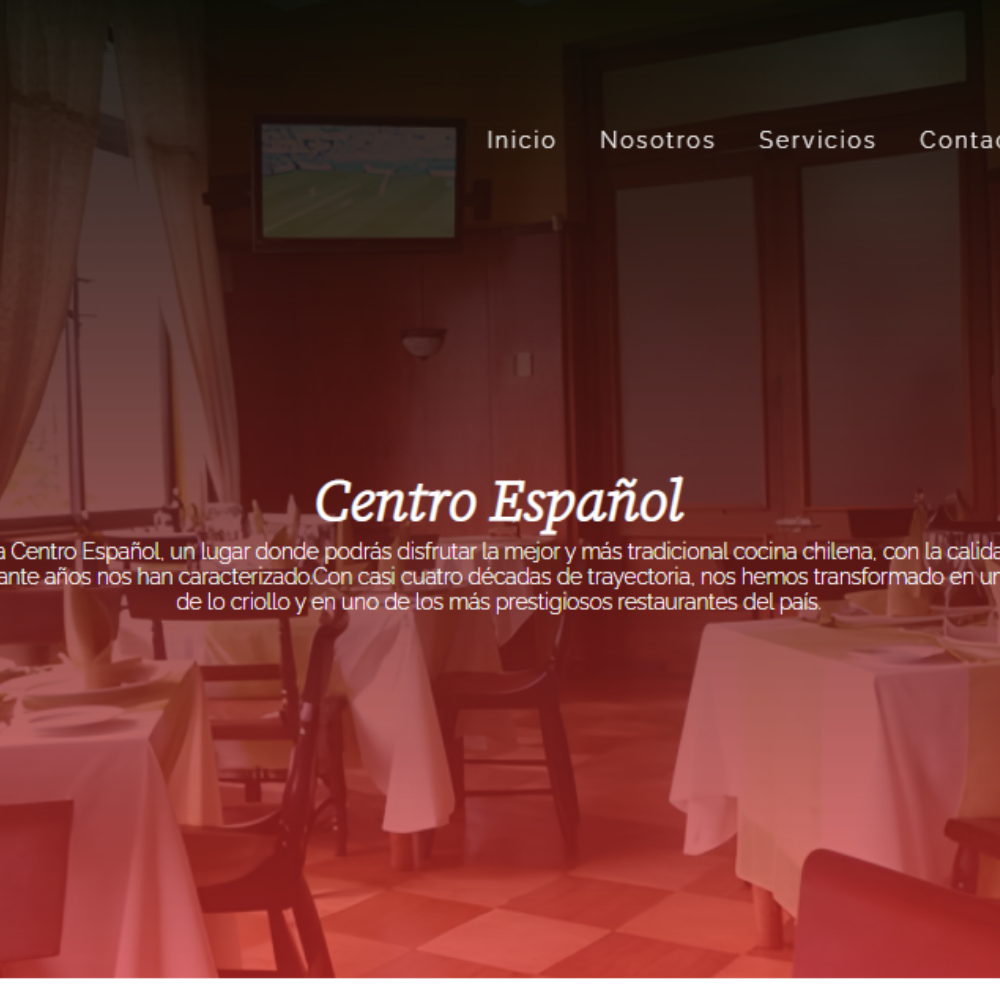 Inicio Nosotros Servicios Contac
Centro Español
a Centro Español, un lugar donde podrás disfrutar la mejor y más tradicional cocina chilena, con la calida
ante años nos han caracterizado.Con casi cuatro décadas de trayectoria, nos hemos transformado en un
de lo criollo y en uno de los más prestigiosos restaurantes del país.